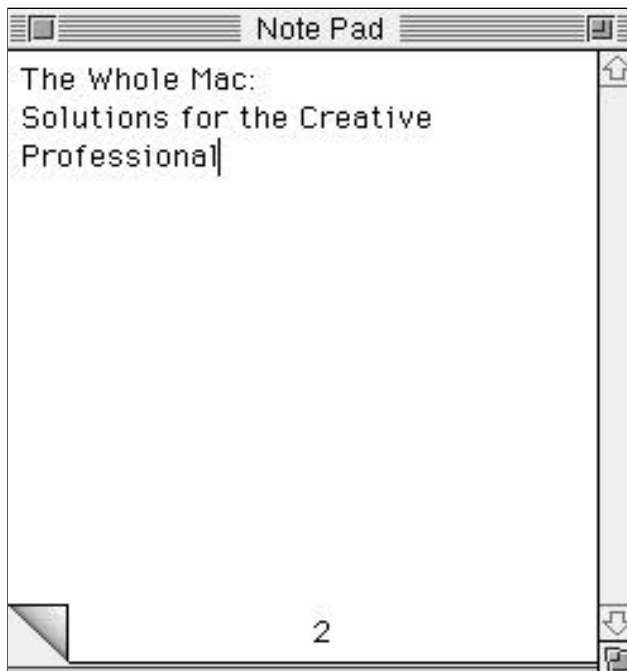 Note Pad
The Whole Mac:
Solutions for the Creative
Professional
2